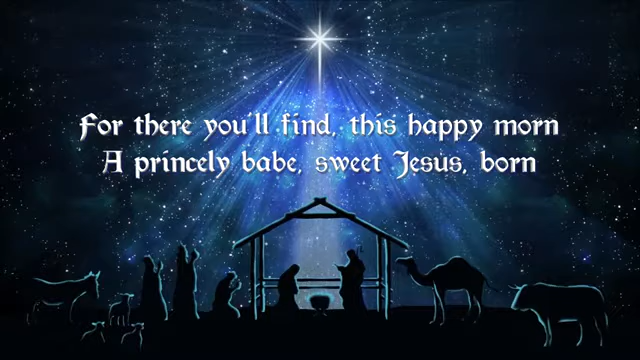 For there you'll find, this happy morn
A princely babe, sweet Jesus, born